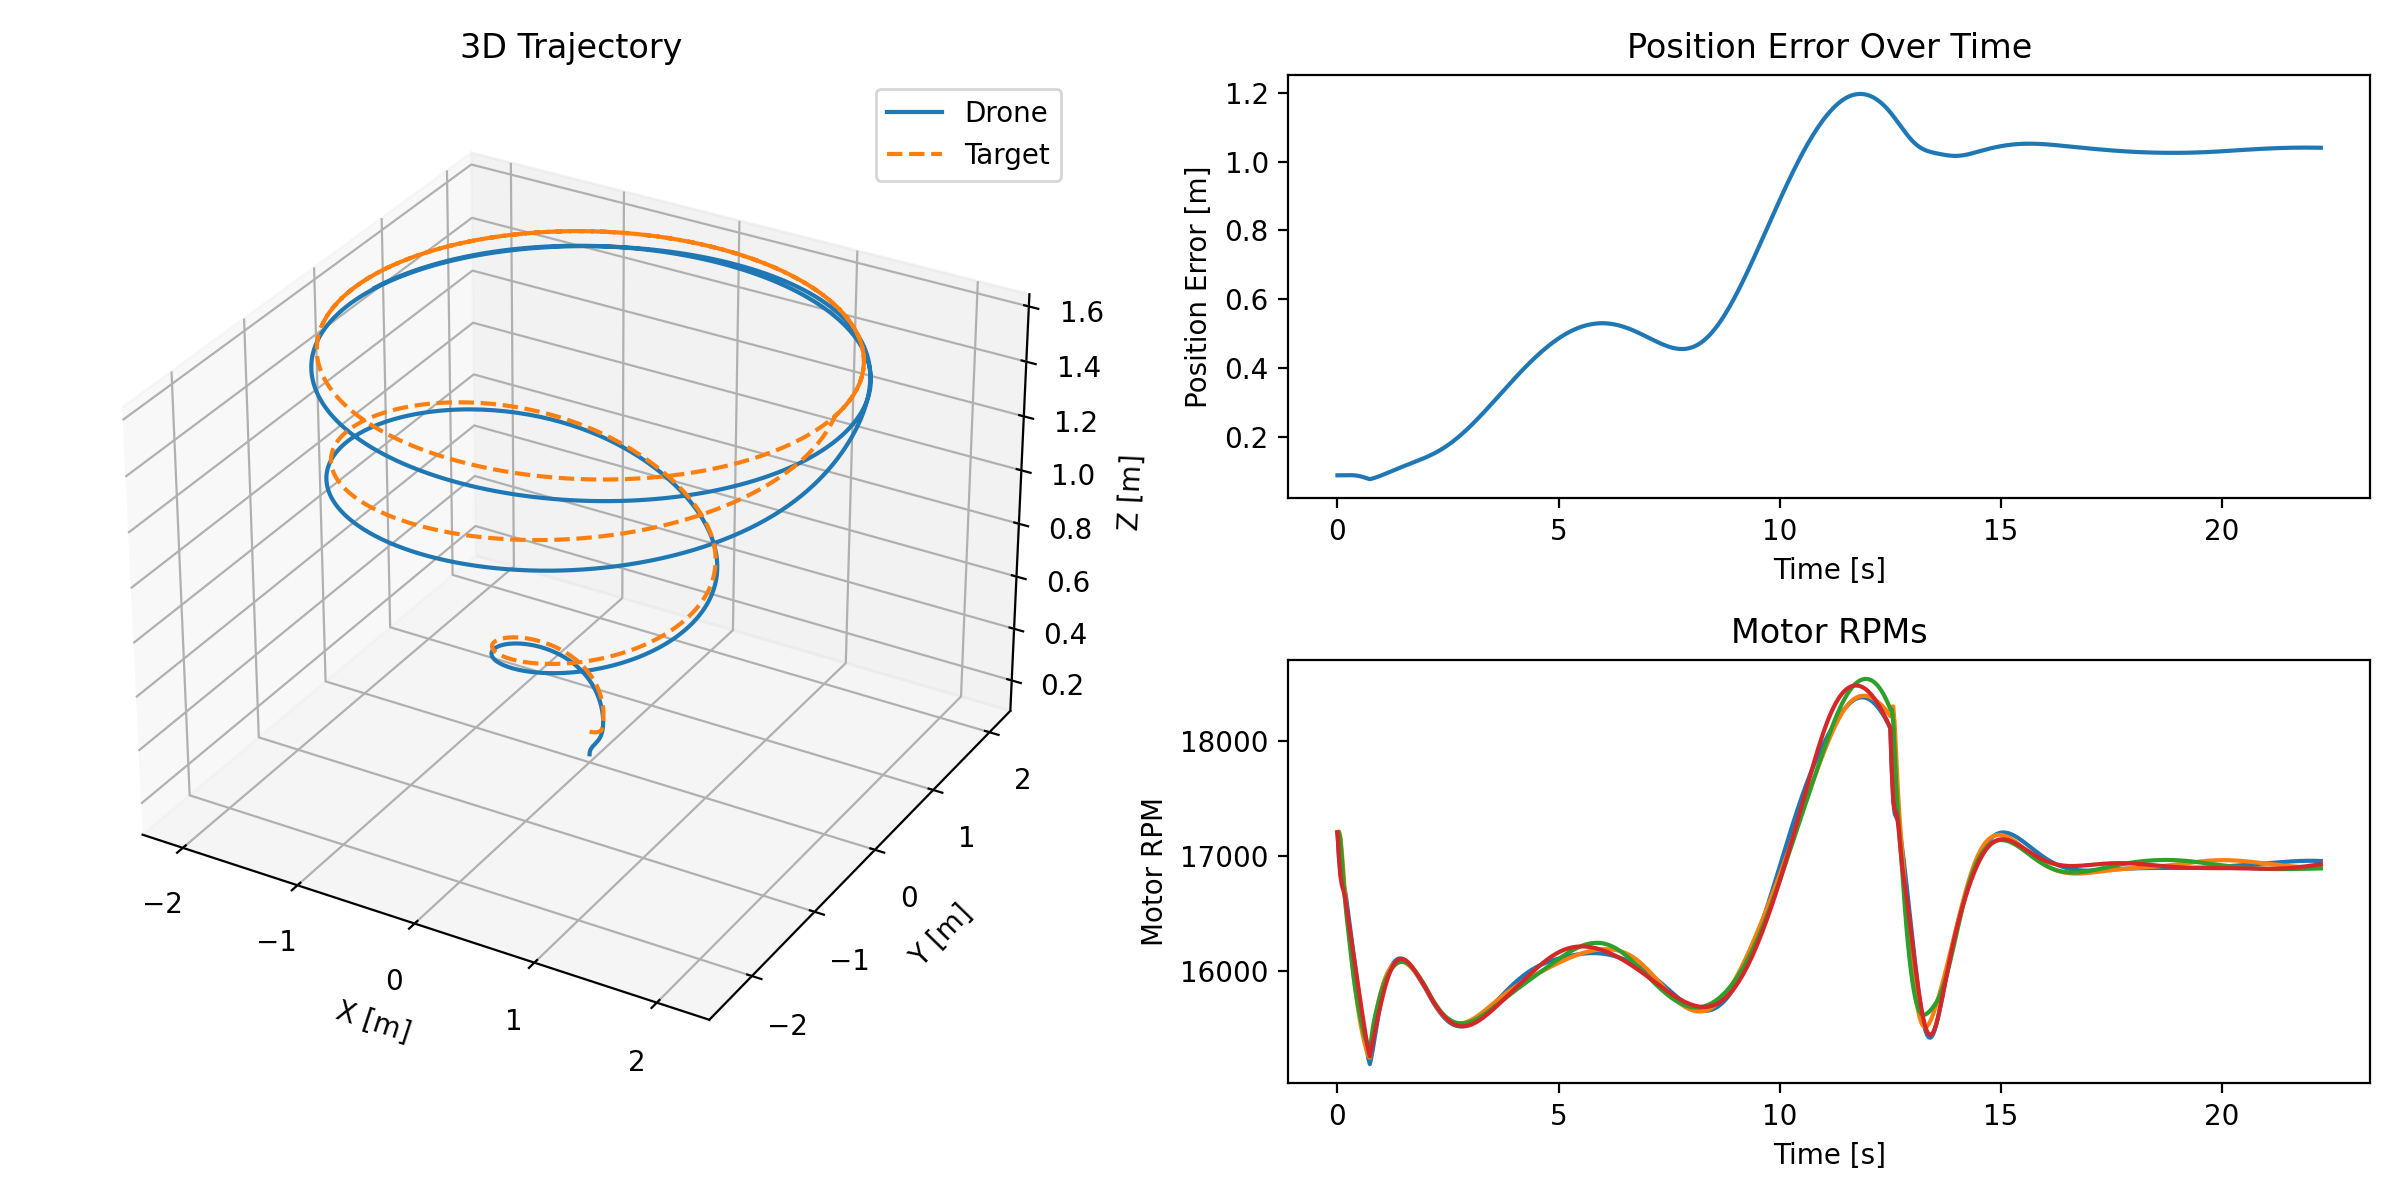 3D Trajectory
Drone
Target
1.6
1.4
1.2
1.0
0.8
0.6
0.4
0.2
Z [m]
−2
−1
0
1
2
X [m]
−2
−1
0
1
2
Y [m]
Position Error Over Time
1.2
1.0
0.8
0.6
0.4
0.2
Position Error [m]
0 5 10 15 20
Time [s]
Motor RPMs
18000
17000
16000
Motor RPM
0 5 10 15 20
Time [s]